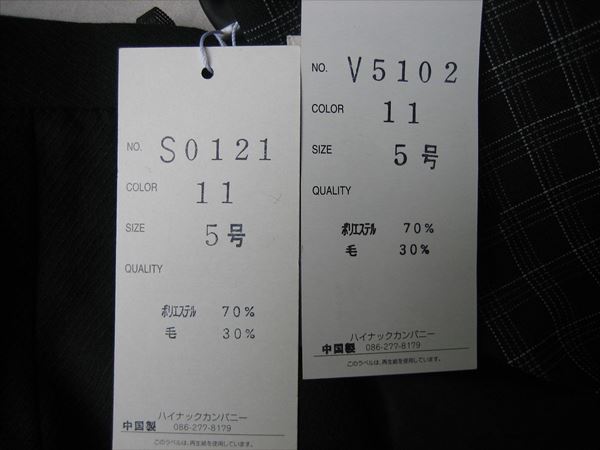 NO. S0121
COLOR 11
SIZE 5号
QUALITY
ポリエステル 70%
毛 30%
ハイナックカンパニー
中国製 086-277-8179
このラベルは、再生紙を使用しています。
NO. V5102
COLOR 11
SIZE 5号
QUALITY
ポリエステル 70%
毛 30%
ハイナックカンパニー
中国製 086-277-8179
このラベルは、再生紙を使用しています。